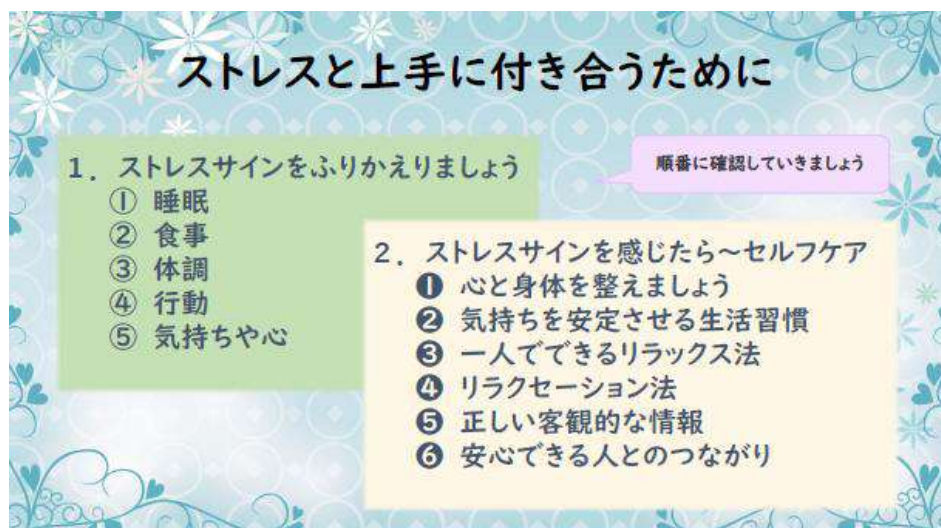 ストレスと上手に付き合うために
1．ストレスサインをふりかえりましょう
① 睡眠
② 食事
③ 体調
④ 行動
⑤ 気持ちや心
順番に確認していきましょう
2．ストレスサインを感じたら～セルフケア
❶ 心と身体を整えましょう
❷ 気持ちを安定させる生活習慣
❸ 一人でできるリラックス法
❹ リラクセーション法
❺ 正しい客観的な情報
❻ 安心できる人とのつながり